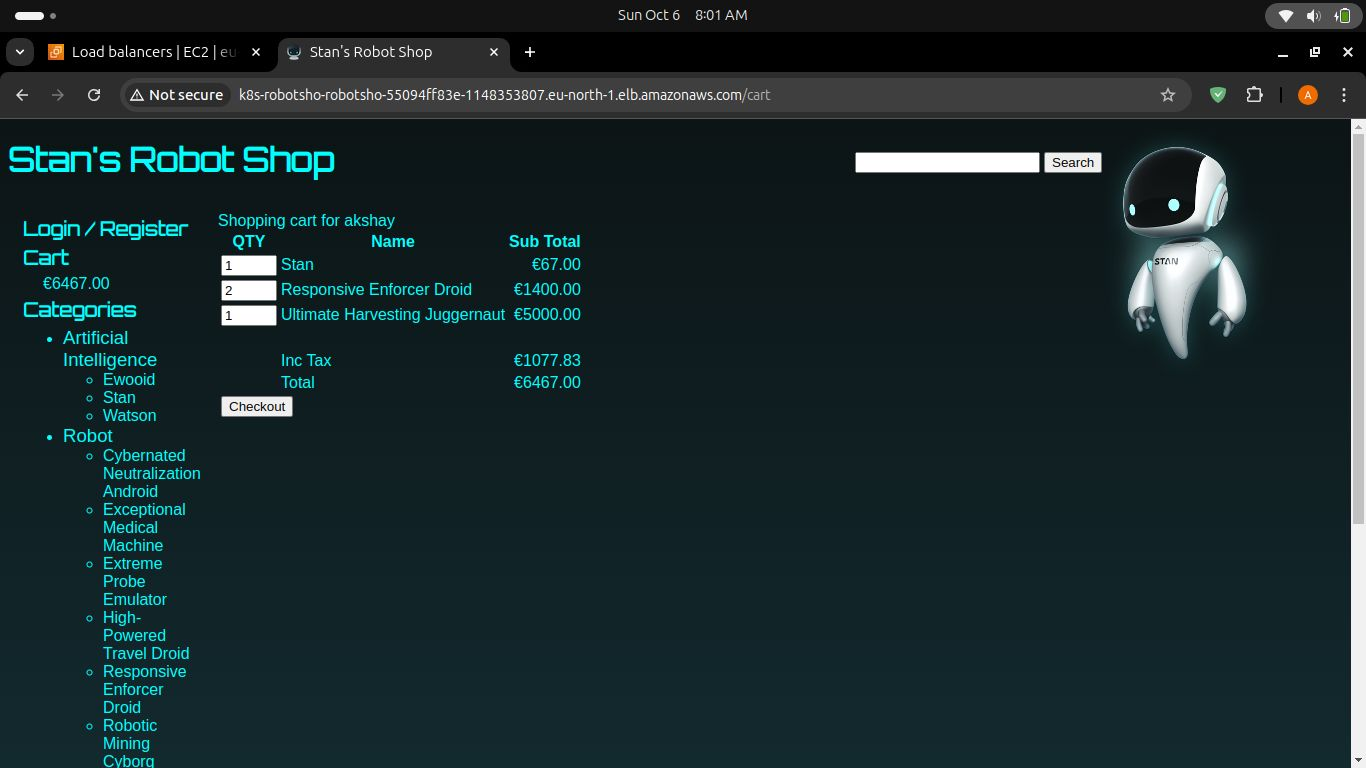 Sun Oct 6 8:01 AM
Load balancers | EC2 | eu
Stan's Robot Shop
Not secure
k8s-robotsho-robotsho-55094ff83e-1148353807.eu-north-1.elb.amazonaws.com/cart
A
Stan's Robot Shop
Search
STAN
Login / Register
Cart
€6467.00
Categories
Artificial
Intelligence
Ewooid
Stan
Watson
Robot
Cybernated
Neutralization
Android
Exceptional
Medical
Machine
Extreme
Probe
Emulator
High-
Powered
Travel Droid
Responsive
Enforcer
Droid
Robotic
Mining
Cyborg
Shopping cart for akshay
QTY Name Sub Total
1 Stan €67.00
2 Responsive Enforcer Droid €1400.00
1 Ultimate Harvesting Juggernaut €5000.00
Inc Tax €1077.83
Total €6467.00
Checkout